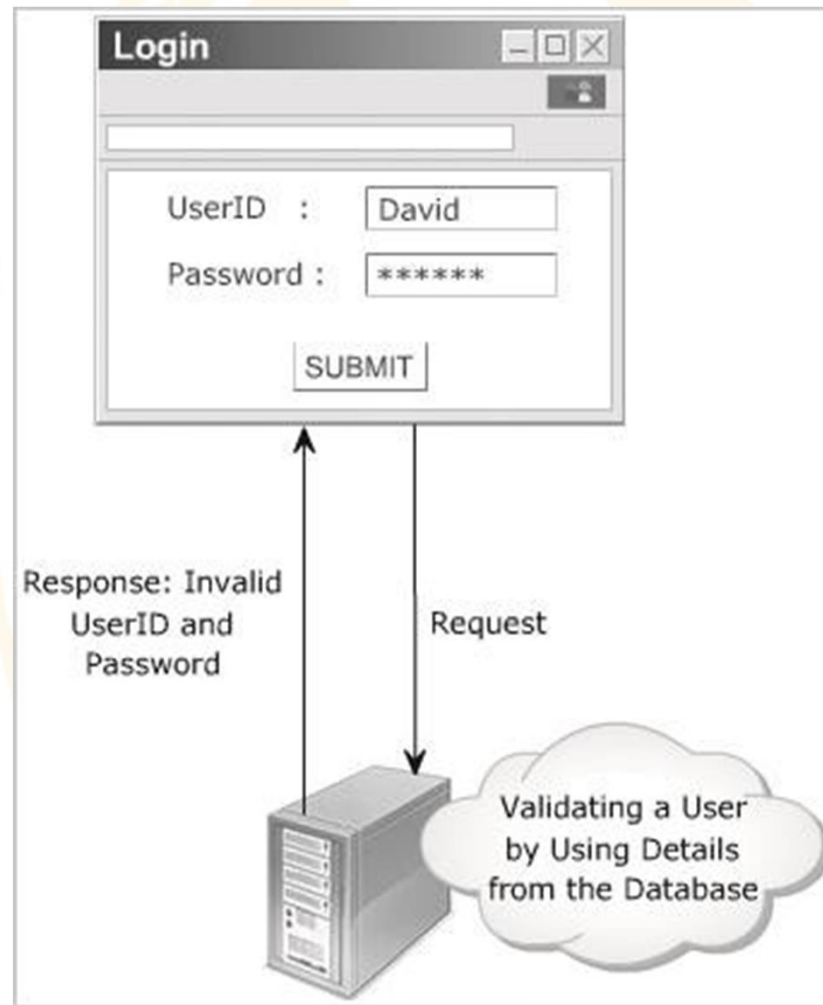 Login
UserID :
David
Password :
******
SUBMIT
Response: Invalid
UserID and
Password
Request
Validating a User
by Using Details
from the Database